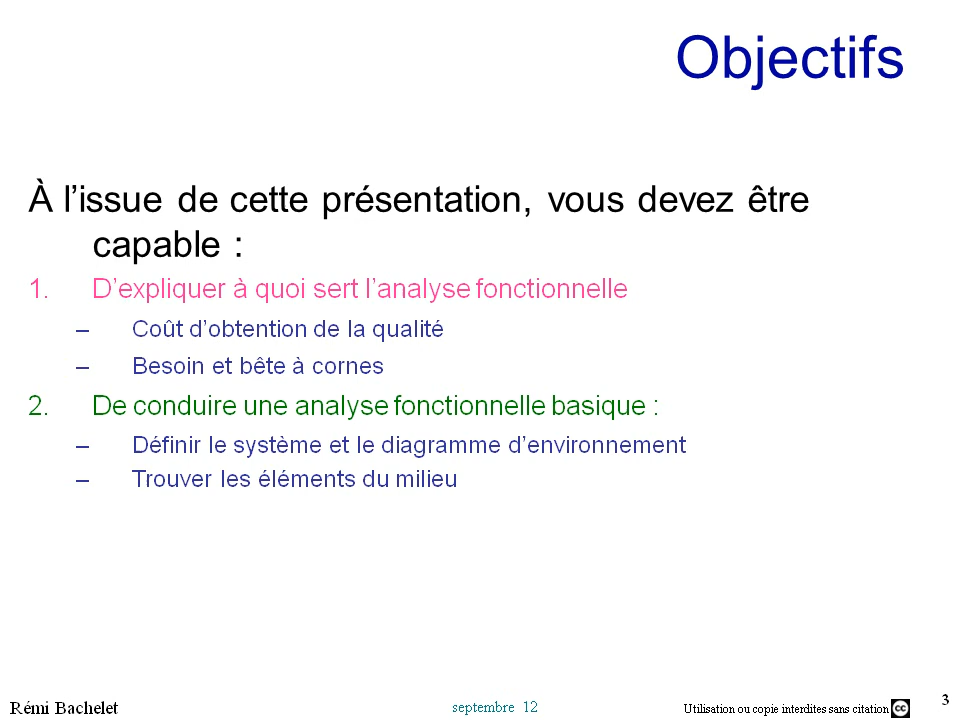 Objectifs
À l’issue de cette présentation, vous devez être
capable :
1. D’expliquer à quoi sert l’analyse fonctionnelle
– Coût d’obtention de la qualité
– Besoin et bête à cornes
2. De conduire une analyse fonctionnelle basique :
– Définir le système et le diagramme d’environnement
– Trouver les éléments du milieu
Rémi Bachelet
septembre 12
Utilisation ou copie interdites sans citation
cc
3